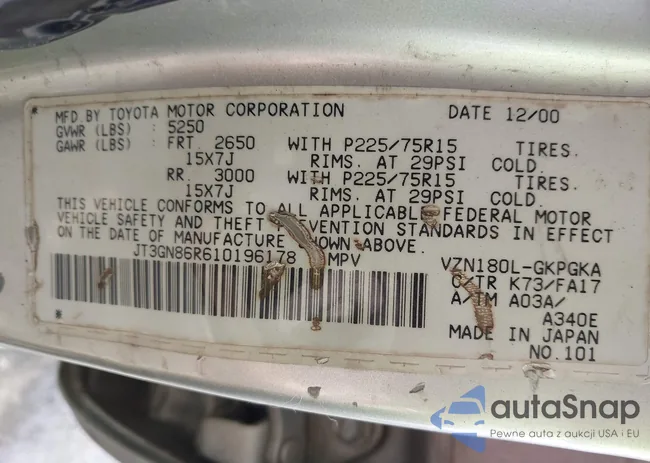 MFD. BY TOYOTA MOTOR CORPORATION DATE 12/00
GVWR (LBS) : 5250
GAWR (LBS) : FRT. 2650 WITH P225/75R15 TIRES.
15X7J RIMS. AT 29PSI COLD.
RR. 3000 WITH P225/75R15 TIRES.
15X7J RIMS. AT 29PSI COLD.
THIS VEHICLE CONFORMS TO ALL APPLICABLE FEDERAL MOTOR
VEHICLE SAFETY AND THEFT PREVENTION STANDARDS IN EFFECT
ON THE DATE OF MANUFACTURE SHOWN ABOVE.
JT3GN86R610196178 MPV VZN180L-GKPGKA
C/TR K73/FA17
A/TM A03A/
A340E
MADE IN JAPAN
NO.101
autaSnap
Pewne auta z aukcji USA i EU